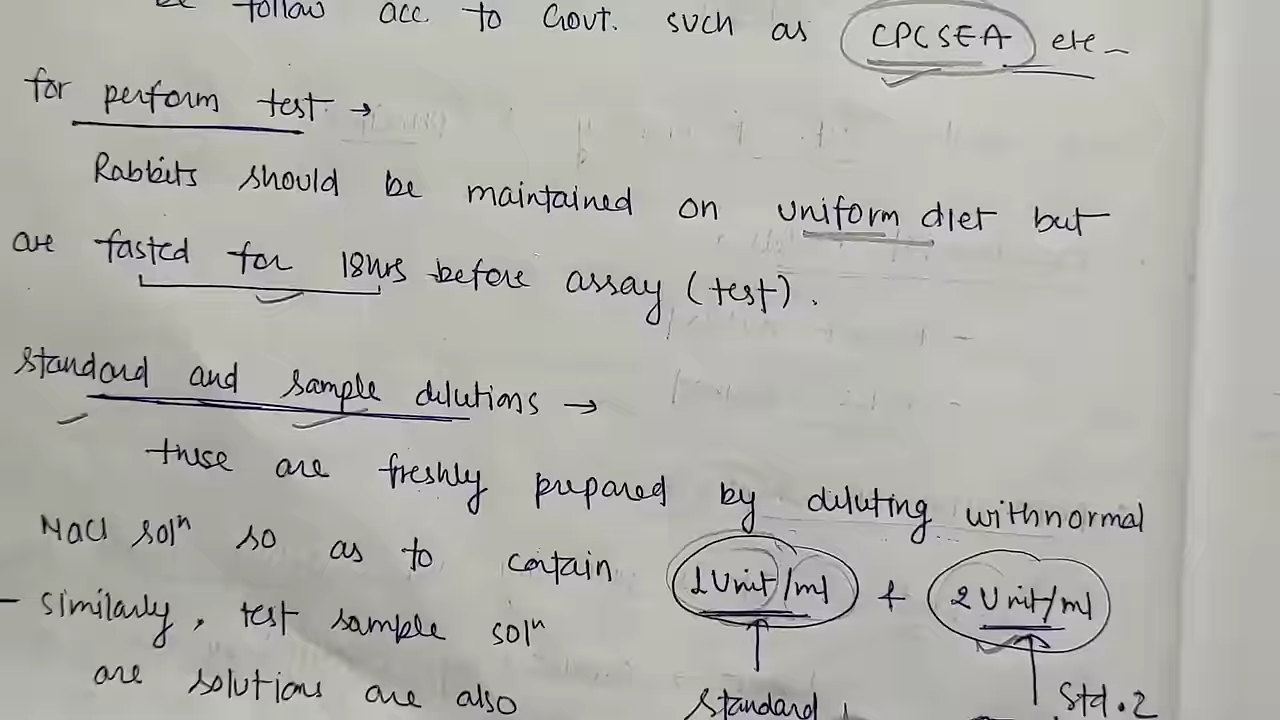 be follow acc to Govt. such as CPCSEA etc-
for perform test →
Rabbits should be maintained on uniform diet but
are fasted for 18hrs before assay (test).
standard and sample dilutions →
these are freshly prepared by diluting with normal
NaCl solⁿ so as to contain 1 Unit/ml + 2 Unit/ml
- similarly, test sample solⁿ
are solutions are also standard 1 Std.2